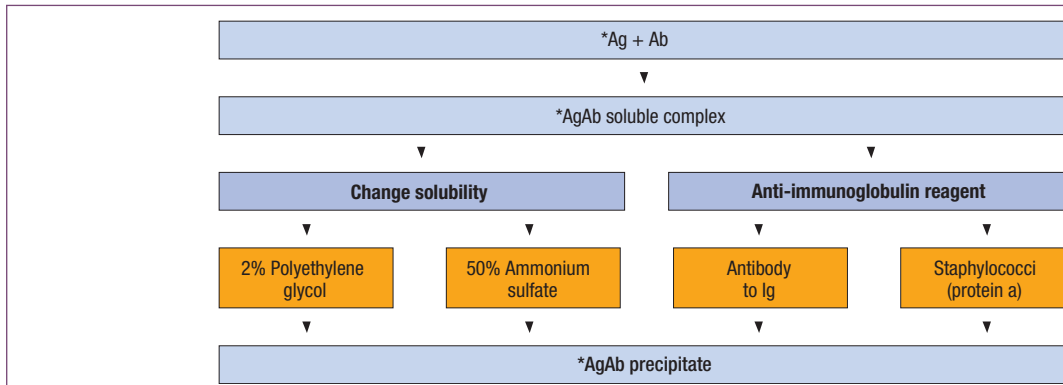 *Ag + Ab
*AgAb soluble complex
Change solubility
Anti-immunoglobulin reagent
2% Polyethylene
glycol
50% Ammonium
sulfate
Antibody
to Ig
Staphylococci
(protein a)
*AgAb precipitate